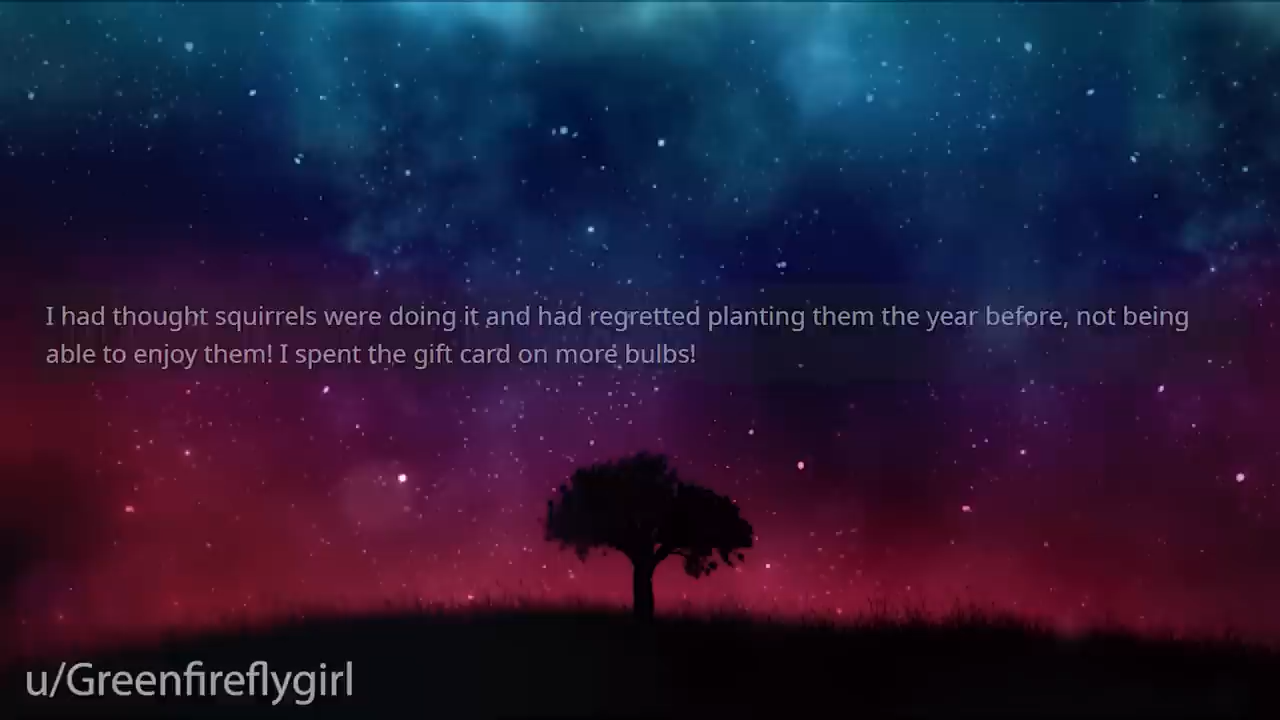 I had thought squirrels were doing it and had regretted planting them the year before, not being
able to enjoy them! I spent the gift card on more bulbs!
u/Greenfireflygirl